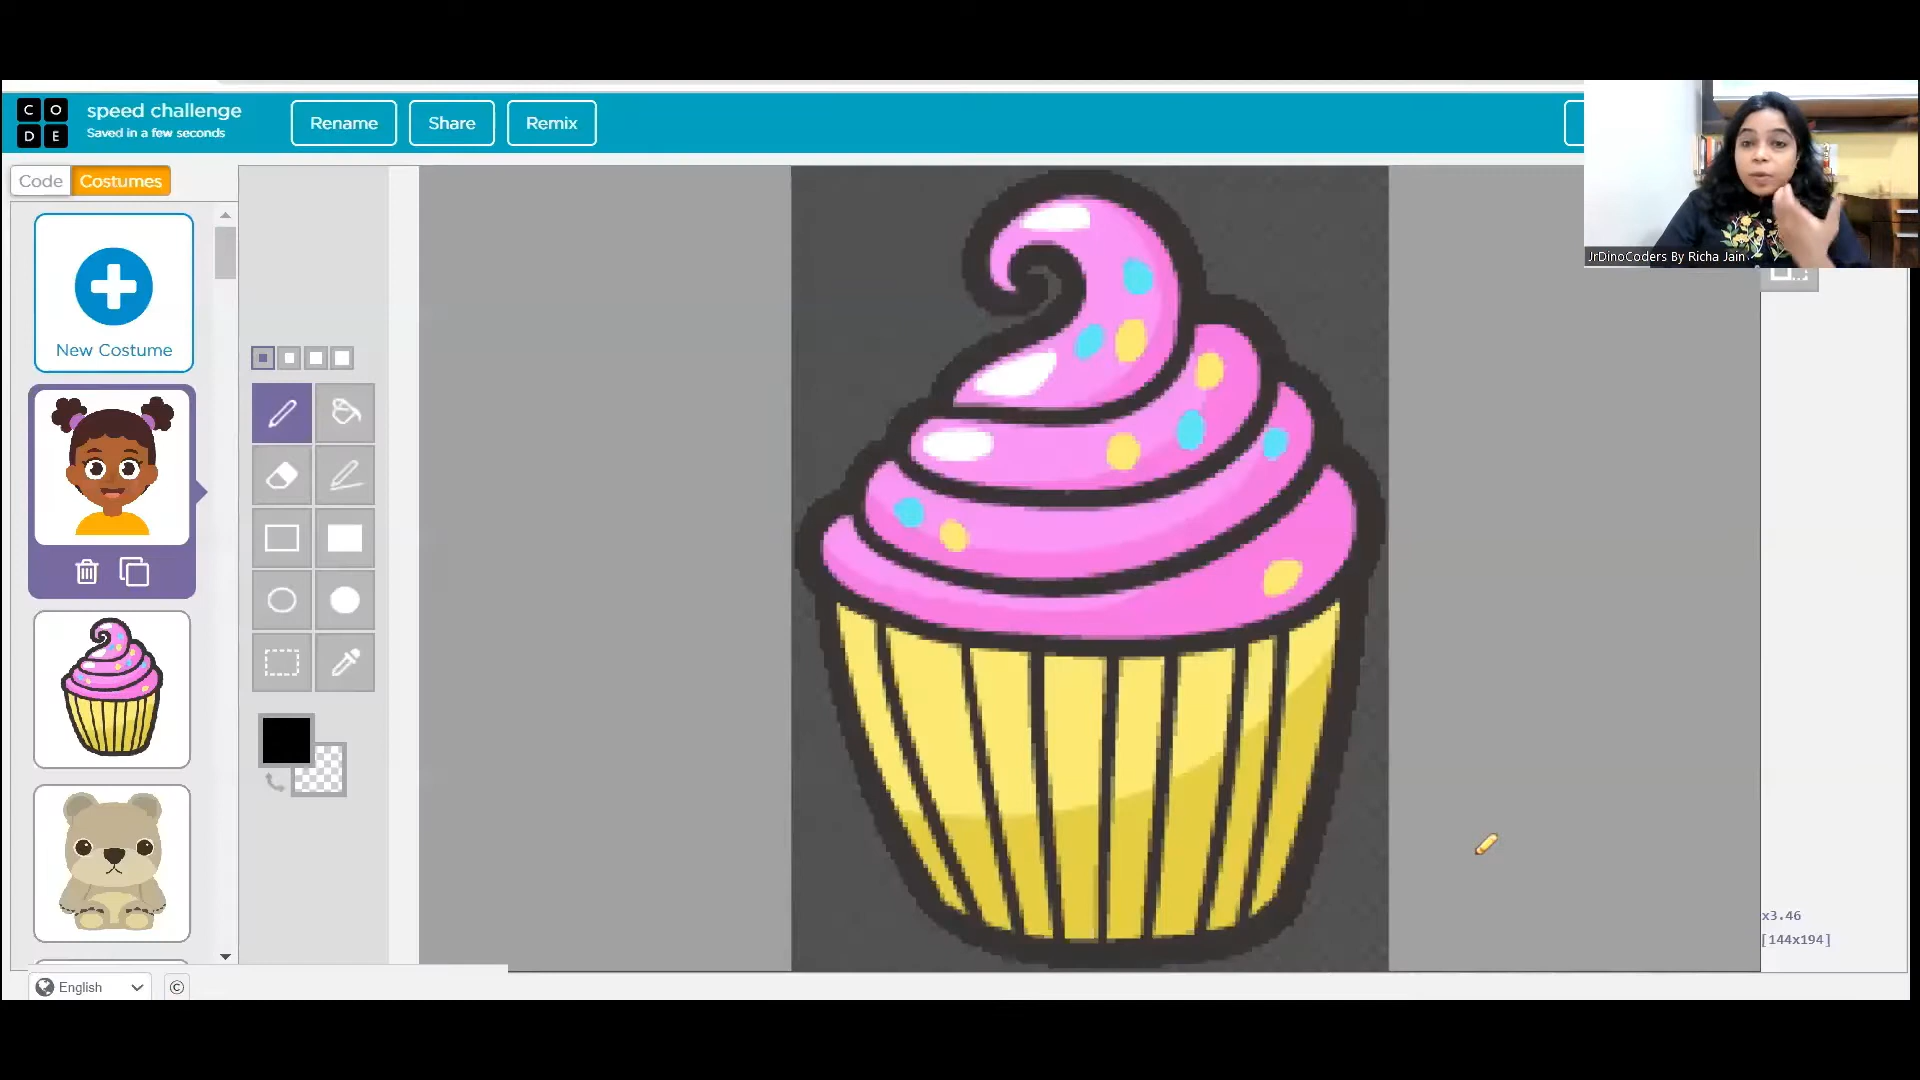 CODE
speed challenge
Saved in a few seconds
Rename
Share
Remix
JrDinoCoders By Richa Jain
Code
Costumes
New Costume
x3.46
[144x194]
English
©